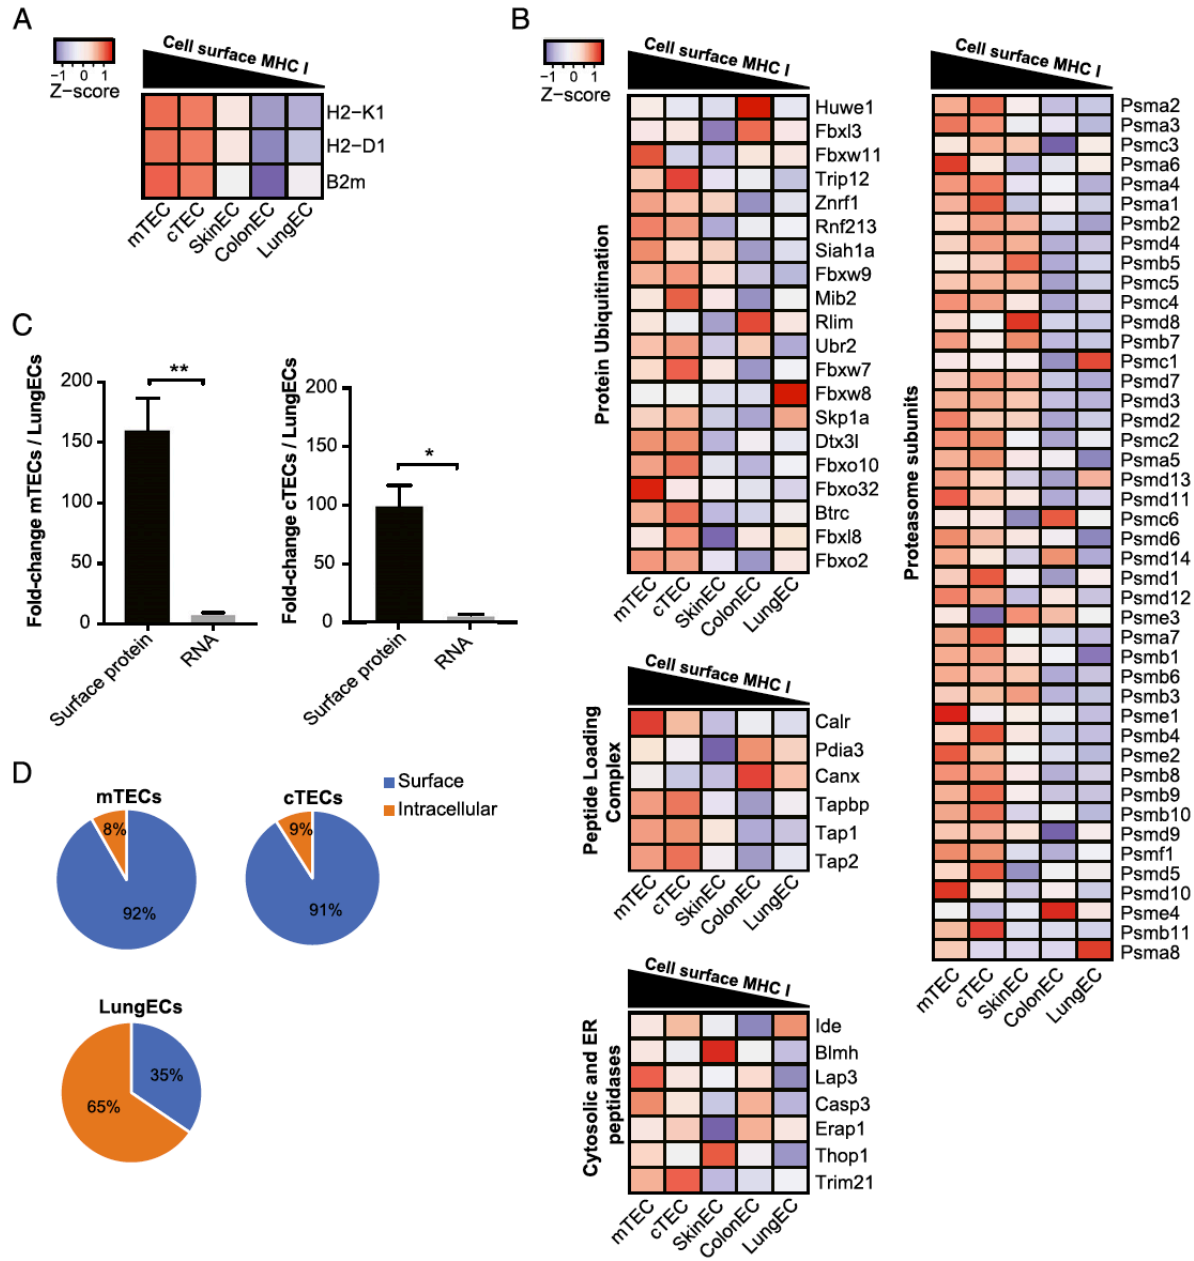 A
−1 0 1
Z−score
Cell surface MHC I
H2−K1
H2−D1
B2m
mTEC
cTEC
SkinEC
ColonEC
LungEC
B
−1 0 1
Z−score
Cell surface MHC I
Protein Ubiquitination
Huwe1
Fbxl3
Fbxw11
Trip12
Znrf1
Rnf213
Siah1a
Fbxw9
Mib2
Rlim
Ubr2
Fbxw7
Fbxw8
Skp1a
Dtx3l
Fbxo10
Fbxo32
Btrc
Fbxl8
Fbxo2
mTEC
cTEC
SkinEC
ColonEC
LungEC
Cell surface MHC I
Peptide Loading
Complex
Calr
Pdia3
Canx
Tapbp
Tap1
Tap2
mTEC
cTEC
SkinEC
ColonEC
LungEC
Cell surface MHC I
Cytosolic and ER
peptidases
Ide
Blmh
Lap3
Casp3
Erap1
Thop1
Trim21
mTEC
cTEC
SkinEC
ColonEC
LungEC
Cell surface MHC I
Proteasome subunits
Psma2
Psma3
Psmc3
Psma6
Psma4
Psma1
Psmb2
Psmd4
Psmb5
Psmc5
Psmc4
Psmd8
Psmb7
Psmc1
Psmd7
Psmd3
Psmd2
Psmc2
Psma5
Psmd13
Psmd11
Psmc6
Psmd6
Psmd14
Psmd1
Psmd12
Psme3
Psma7
Psmb1
Psmb6
Psmb3
Psme1
Psmb4
Psme2
Psmb8
Psmb9
Psmb10
Psmd9
Psmf1
Psmd5
Psmd10
Psme4
Psmb11
Psma8
mTEC
cTEC
SkinEC
ColonEC
LungEC
C
Fold-change mTECs / LungECs
200
150
100
50
0
**
Surface protein
RNA
Fold-change cTECs / LungECs
200
150
100
50
0
*
Surface protein
RNA
D
Surface
Intracellular
mTECs
8%
92%
cTECs
9%
91%
LungECs
35%
65%